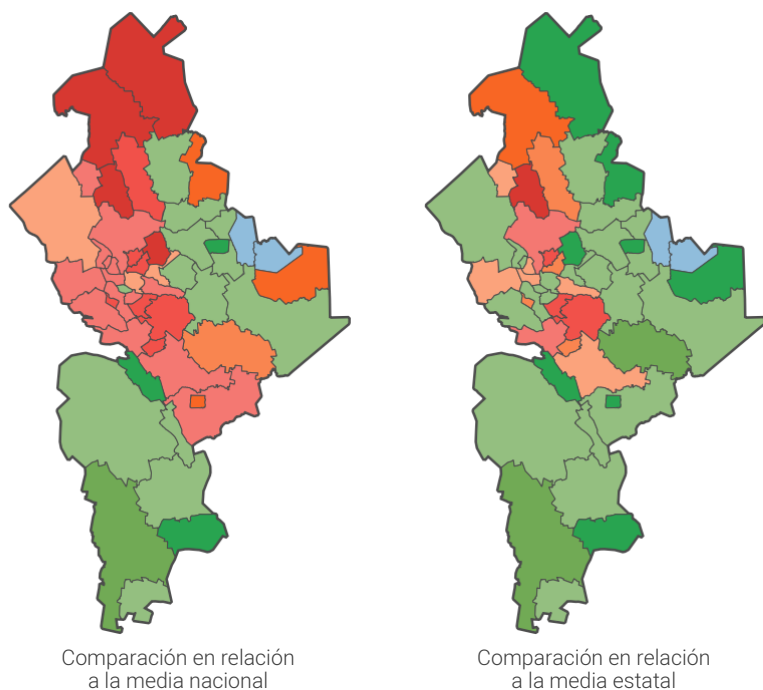 Comparación en relación
a la media nacional
Comparación en relación
a la media estatal